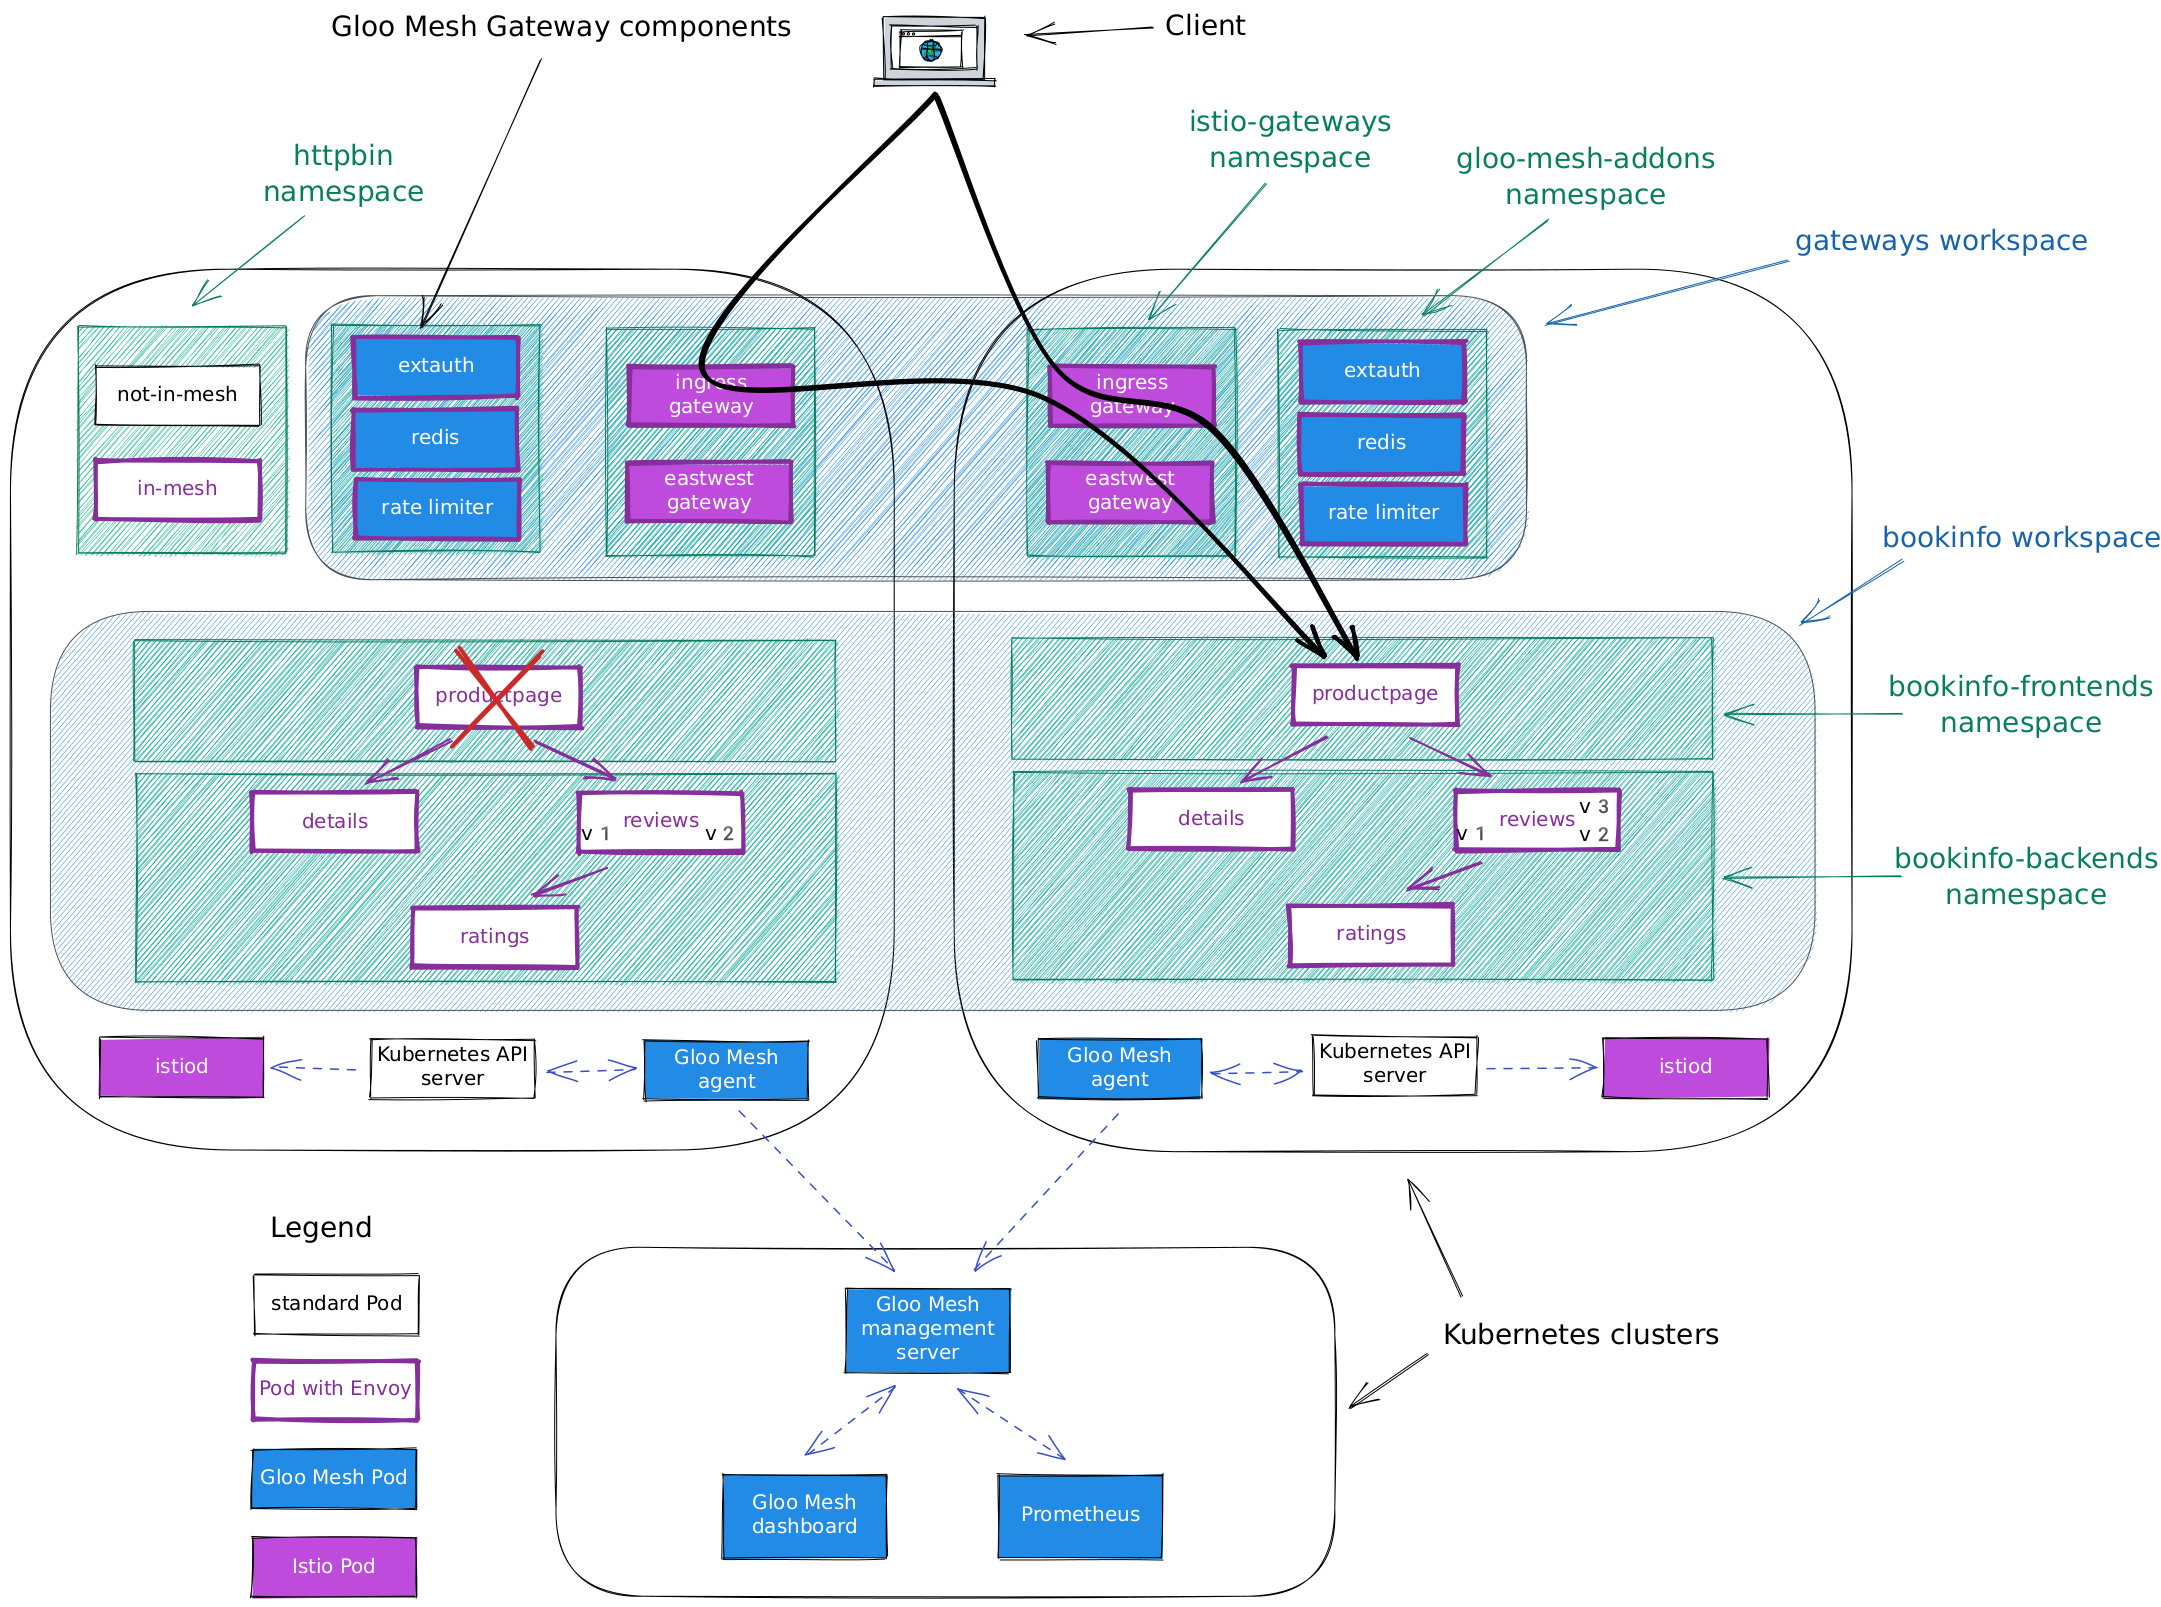 Gloo Mesh Gateway components
Client
httpbin
namespace
istio-gateways
namespace
gloo-mesh-addons
namespace
gateways workspace
not-in-mesh
in-mesh
extauth
redis
rate limiter
ingress
gateway
eastwest
gateway
ingress
gateway
eastwest
gateway
extauth
redis
rate limiter
bookinfo workspace
productpage
productpage
bookinfo-frontends
namespace
details
reviews
v 1
v 2
ratings
details
reviews
v 3
v 1
v 2
ratings
bookinfo-backends
namespace
istiod
Kubernetes API
server
Gloo Mesh
agent
Gloo Mesh
agent
Kubernetes API
server
istiod
Legend
standard Pod
Pod with Envoy
Gloo Mesh Pod
Istio Pod
Gloo Mesh
management
server
Gloo Mesh
dashboard
Prometheus
Kubernetes clusters